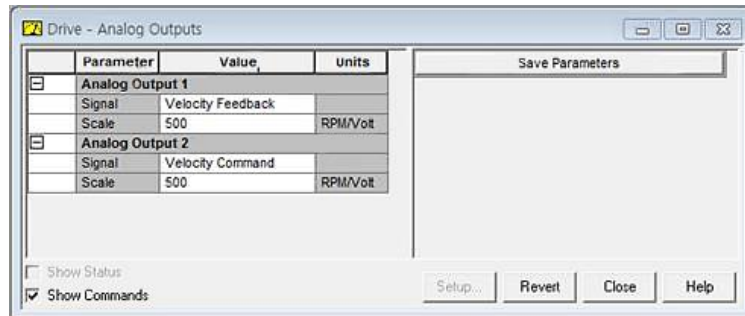 Drive - Analog Outputs
Parameter Value Units
Analog Output 1
Signal Velocity Feedback
Scale 500 RPM/Volt
Analog Output 2
Signal Velocity Command
Scale 500 RPM/Volt
Save Parameters
Show Status
Show Commands
Setup... Revert Close Help